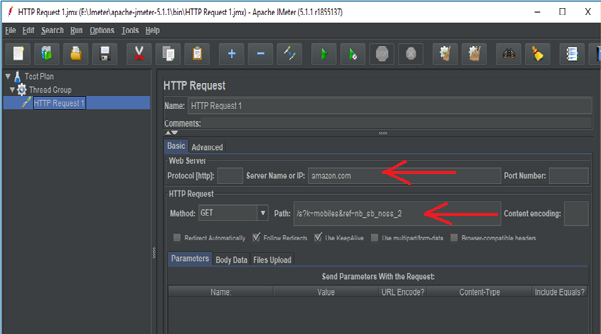 HTTP Request 1.jmx (E:\Jmeter\apache-jmeter-5.1.1\bin\HTTP Request 1.jmx) - Apache JMeter (5.1.1 r1855137)
File Edit Search Run Options Tools Help
Test Plan
Thread Group
HTTP Request 1
HTTP Request
Name: HTTP Request 1
Comments:
Basic Advanced
Web Server
Protocol [http]: Server Name or IP: amazon.com Port Number:
HTTP Request
Method: GET Path: /s?k=mobiles&ref=nb_sb_noss_2 Content encoding:
Redirect Automatically Follow Redirects Use KeepAlive Use multipart/form-data Browser-compatible headers
Parameters Body Data Files Upload
Send Parameters With the Request:
Name: Value URL Encode? Content-Type Include Equals?